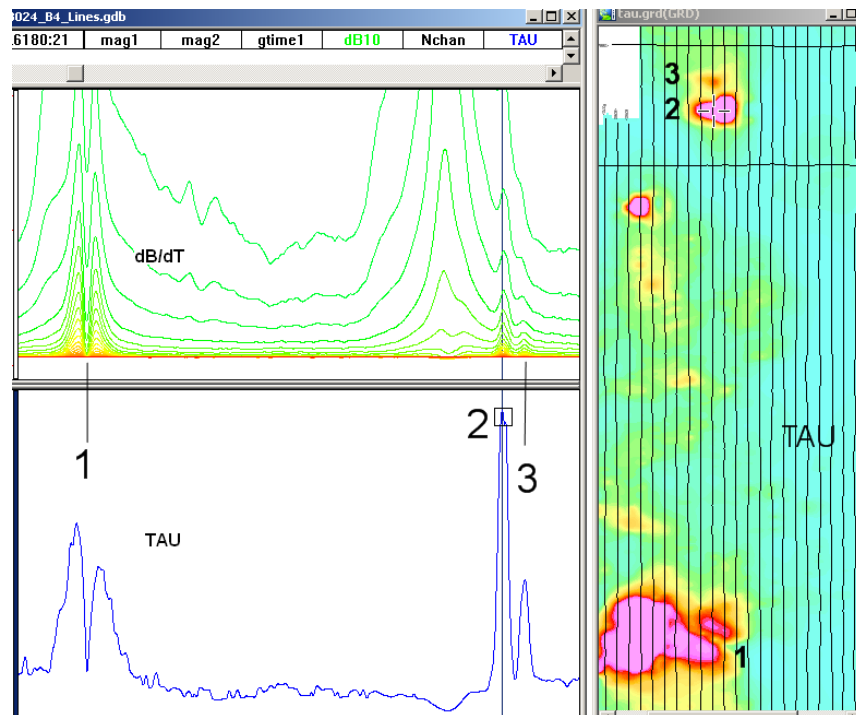 3024_B4_Lines.gdb
.6180:21 mag1 mag2 gtime1 dB10 Nchan TAU
dB/dT
1
2
3
TAU
tau.grd(GRD)
3
2
TAU
1